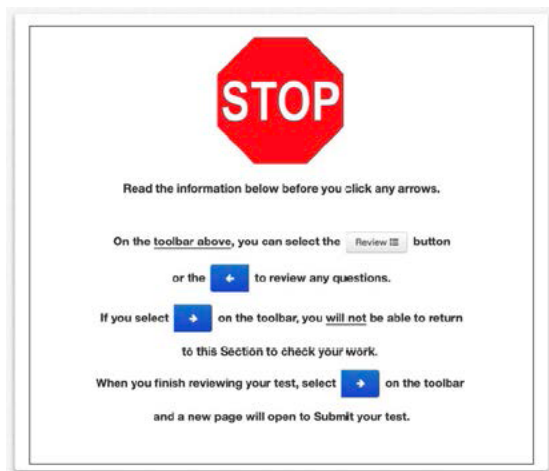 STOP
Read the information below before you click any arrows.
On the toolbar above, you can select the Review button
or the ← to review any questions.
If you select → on the toolbar, you will not be able to return
to this Section to check your work.
When you finish reviewing your test, select → on the toolbar
and a new page will open to Submit your test.